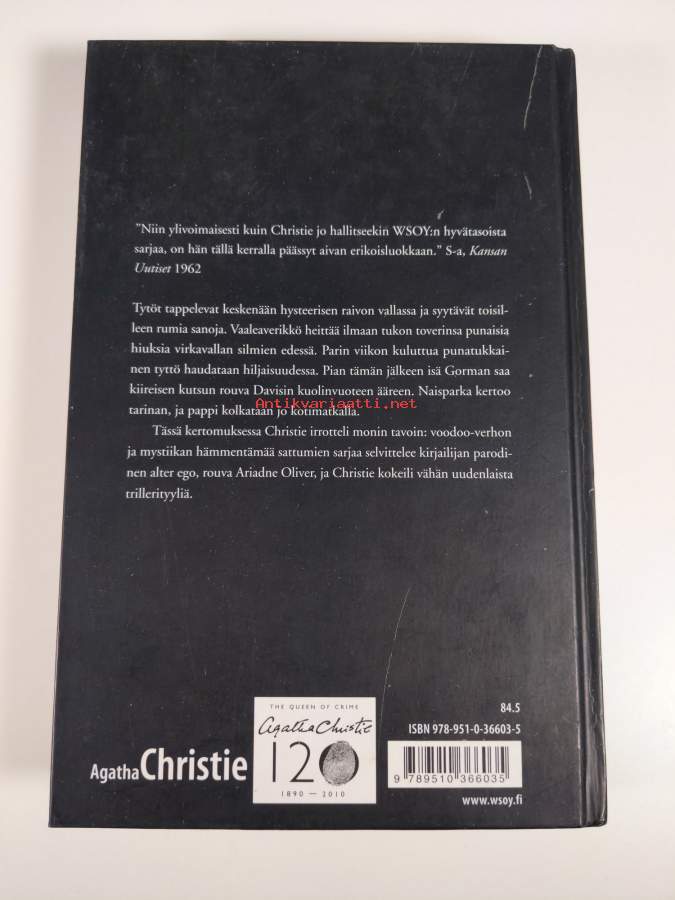 "Niin ylivoimaisesti kuin Christie jo hallitseekin WSOY:n hyvätasoista
sarjaa, on hän tällä kerralla päässyt aivan erikoisluokkaan." S-a, Kansan
Uutiset 1962
Tytöt tappelevat keskenään hysteerisen raivon vallassa ja syytävät toisil-
leen rumia sanoja. Vaaleaverikkö heittää ilmaan tukon toverinsa punaisia
hiuksia virkavallan silmien edessä. Parin viikon kuluttua punatukkai-
nen tyttö haudataan hiljaisuudessa. Pian tämän jälkeen isä Gorman saa
kiireisen kutsun rouva Davisin kuolinvuoteen ääreen. Naisparka kertoo
Antikvariaatti.net
tarinan, ja pappi kolkataan jo kotimatkalla.
Tässä kertomuksessa Christie irrotteli monin tavoin: voodoo-verhon
ja mystiikan hämmentämää sattumien sarjaa selvittelee kirjailijan parodi-
nen alter ego, rouva Ariadne Oliver, ja Christie kokeili vähän uudenlaista
trillerityyliä.
Agatha Christie
THE QUEEN OF CRIME
Agatha Christie
120
1890 — 2010
84.5
ISBN 978-951-0-36603-5
9 789510 366035
www.wsoy.fi